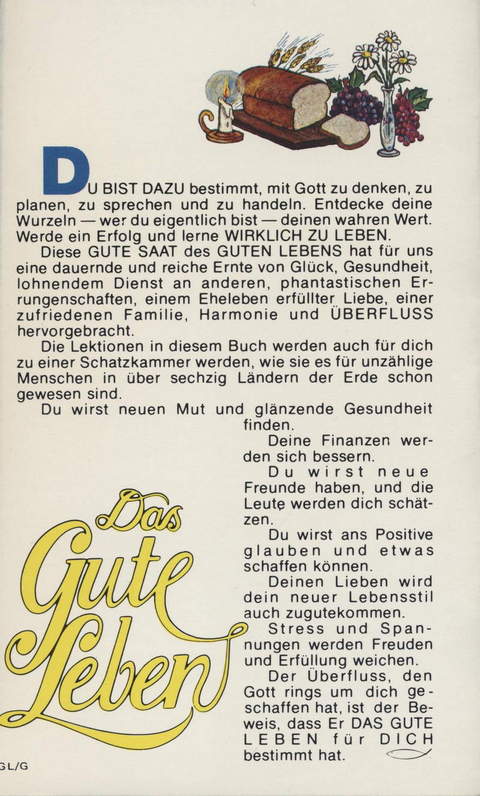 DU BIST DAZU bestimmt, mit Gott zu denken, zu
planen, zu sprechen und zu handeln. Entdecke deine
Wurzeln — wer du eigentlich bist — deinen wahren Wert.
Werde ein Erfolg und lerne WIRKLICH ZU LEBEN.
Diese GUTE SAAT des GUTEN LEBENS hat für uns
eine dauernde und reiche Ernte von Glück, Gesundheit,
lohnendem Dienst an anderen, phantastischen Er-
rungenschaften, einem Eheleben erfüllter Liebe, einer
zufriedenen Familie, Harmonie und ÜBERFLUSS
hervorgebracht.
Die Lektionen in diesem Buch werden auch für dich
zu einer Schatzkammer werden, wie sie es für unzählige
Menschen in über sechzig Ländern der Erde schon
gewesen sind.
Du wirst neuen Mut und glänzende Gesundheit
finden.
Deine Finanzen wer-
den sich bessern.
Du wirst neue
Freunde haben, und die
Leute werden dich schät-
zen.
Du wirst ans Positive
glauben und etwas
schaffen können.
Deinen Lieben wird
dein neuer Lebensstil
auch zugutekommen.
Stress und Span-
nungen werden Freuden
und Erfüllung weichen.
Der Überfluss, den
Gott rings um dich ge-
schaffen hat, ist der Be-
weis, dass Er DAS GUTE
LEBEN für DICH
bestimmt hat.
Das
Gute
Leben
GL/G